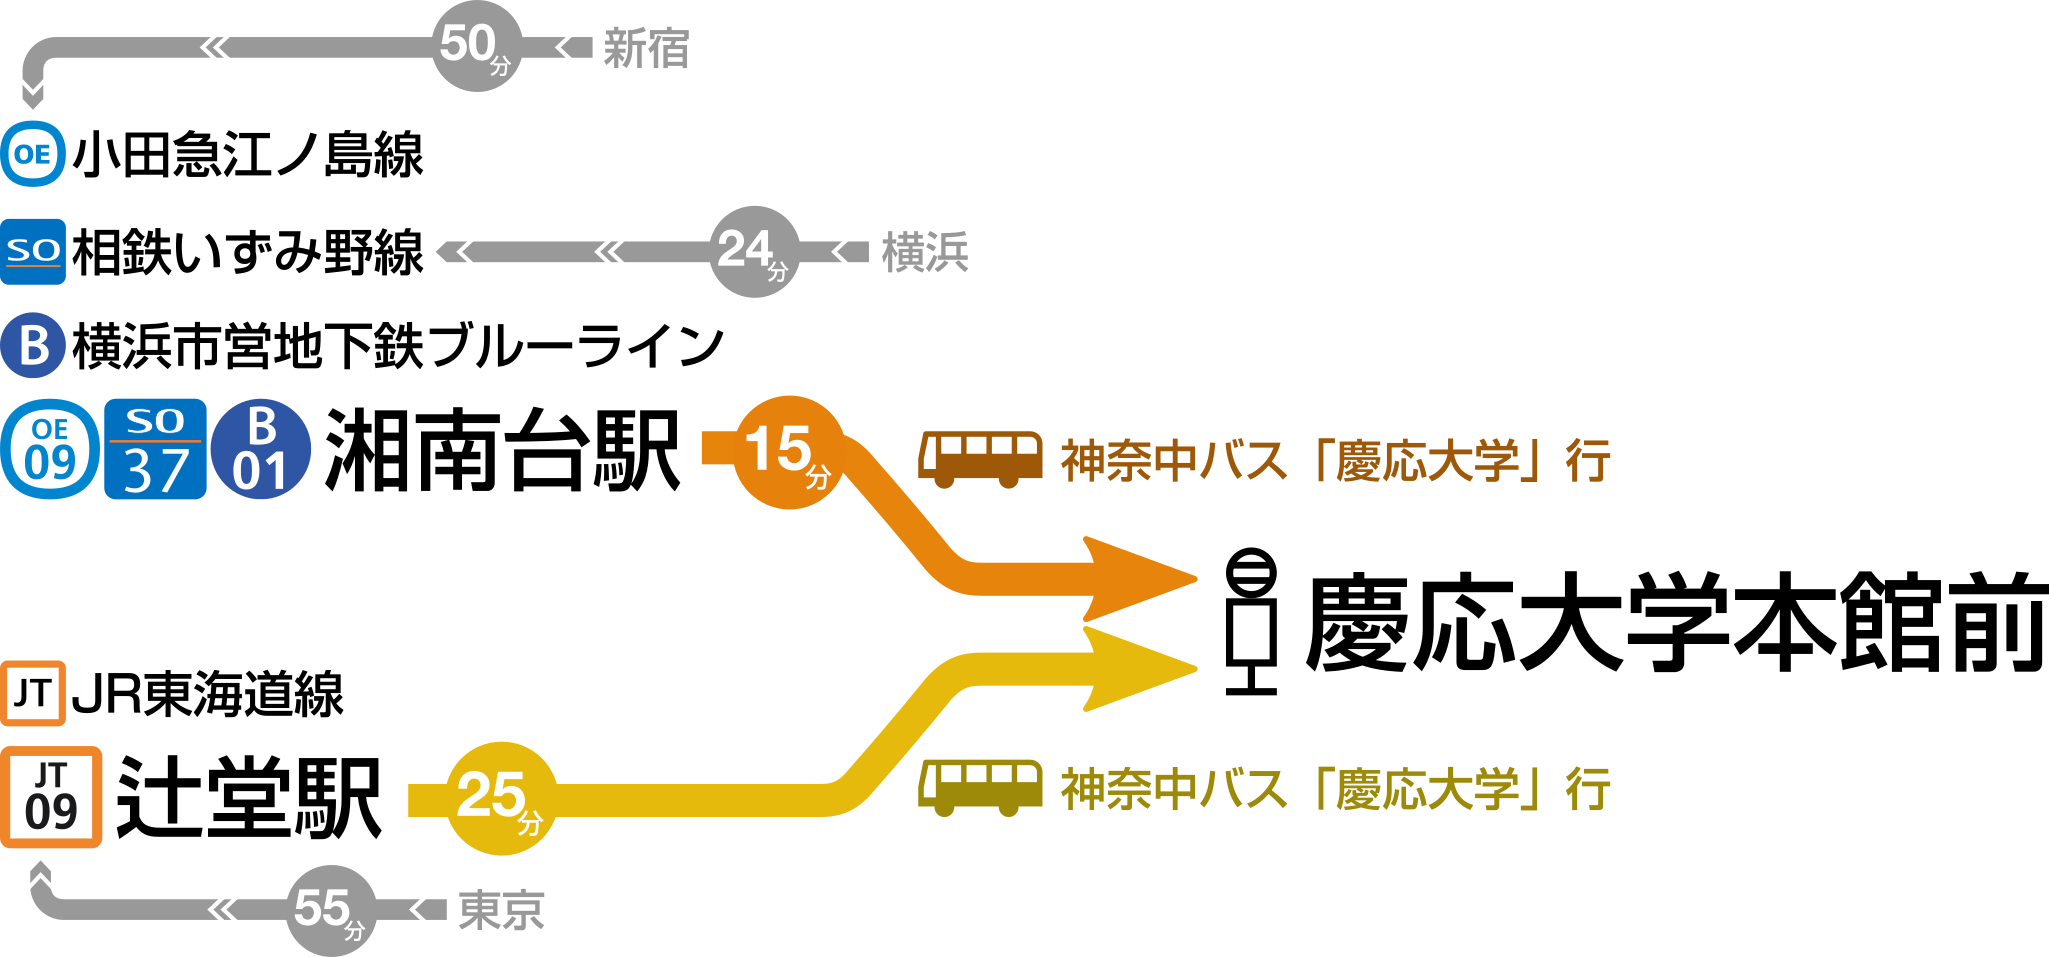 50分 新宿
OE 小田急江ノ島線
SO 相鉄いずみ野線 24分 横浜
B 横浜市営地下鉄ブルーライン
OE 09 SO 37 B 01 湘南台駅 15分 神奈中バス「慶応大学」行
慶応大学本館前
JT JR東海道線
JT 09 辻堂駅 25分 神奈中バス「慶応大学」行
55分 東京